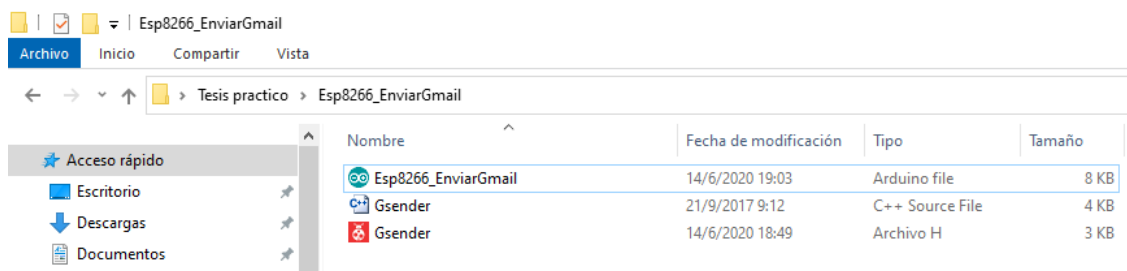 Esp8266_EnviarGmail
Archivo Inicio Compartir Vista
Tesis practico > Esp8266_EnviarGmail
Nombre Fecha de modificación Tipo Tamaño
Acceso rápido
Escritorio
Descargas
Documentos
Esp8266_EnviarGmail 14/6/2020 19:03 Arduino file 8 KB
C++ Gsender 21/9/2017 9:12 C++ Source File 4 KB
Gsender 14/6/2020 18:49 Archivo H 3 KB